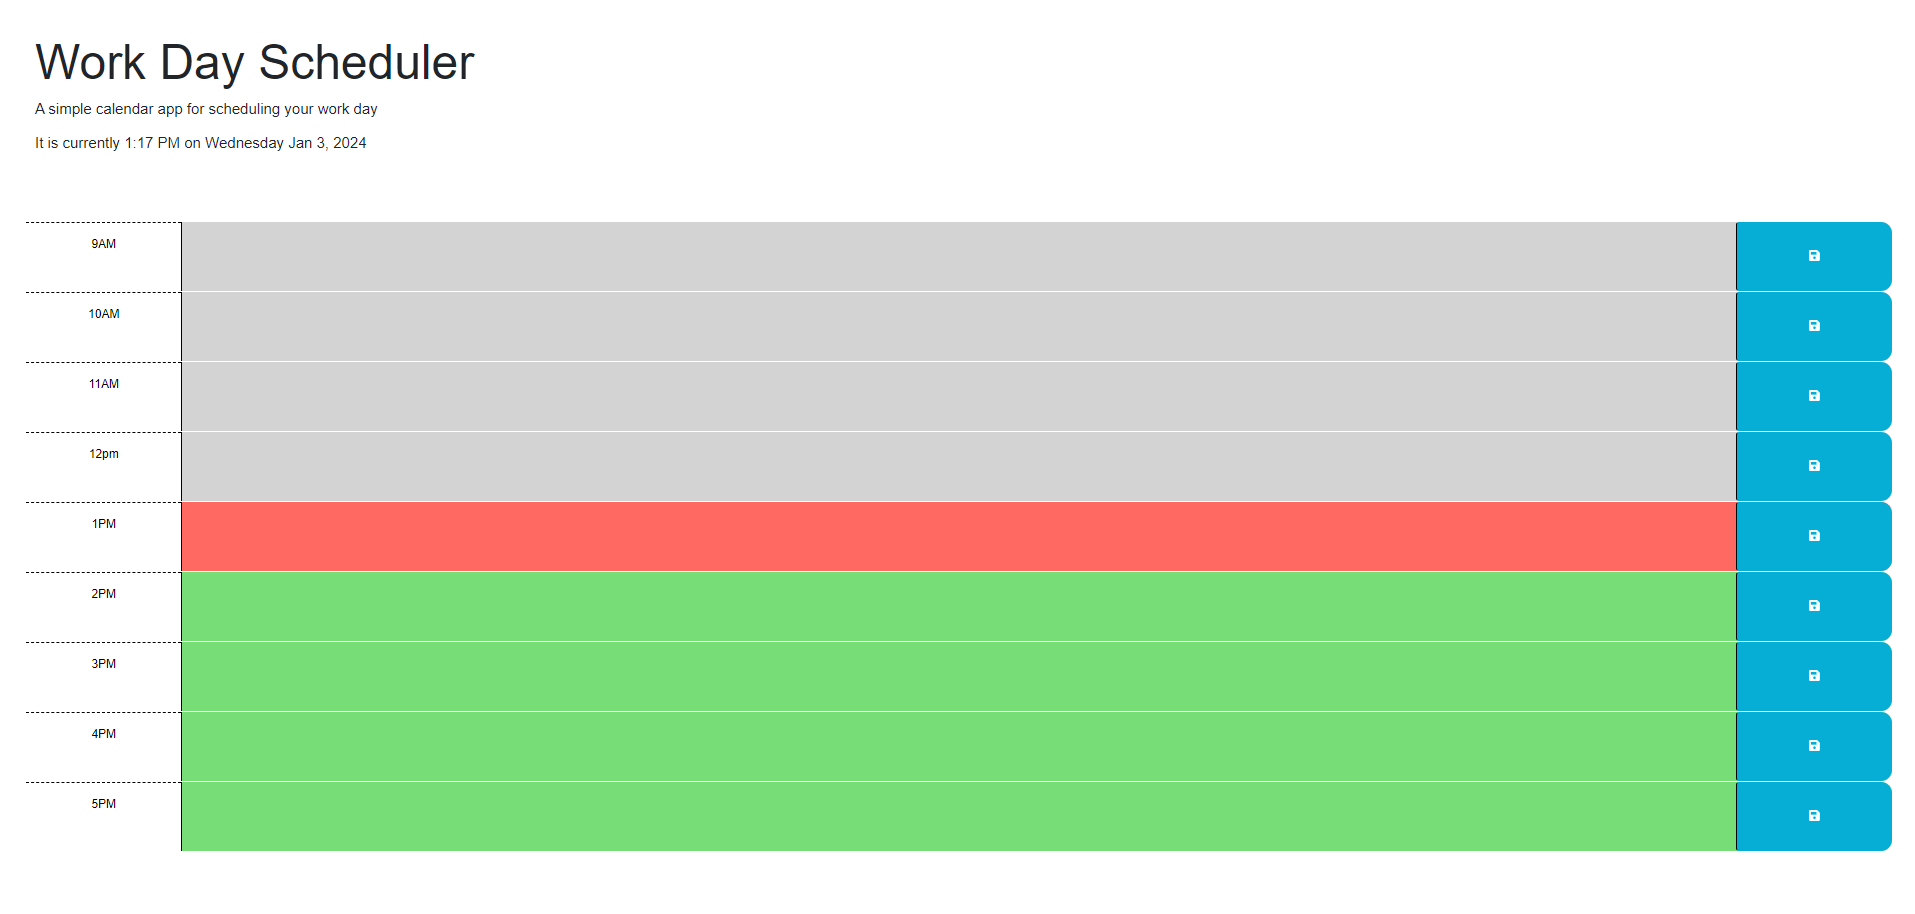 Work Day Scheduler
A simple calendar app for scheduling your work day
It is currently 1:17 PM on Wednesday Jan 3, 2024
9AM
10AM
11AM
12pm
1PM
2PM
3PM
4PM
5PM